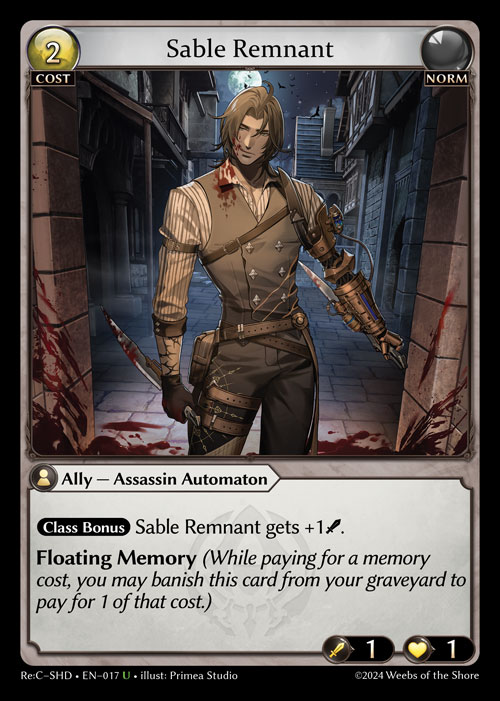 2
Sable Remnant
COST
NORM
Ally — Assassin Automaton
Class Bonus Sable Remnant gets +1.
Floating Memory (While paying for a memory
cost, you may banish this card from your graveyard to
pay for 1 of that cost.)
1
1
Re:C–SHD • EN–017 U • illust: Primea Studio
©2024 Weebs of the Shore